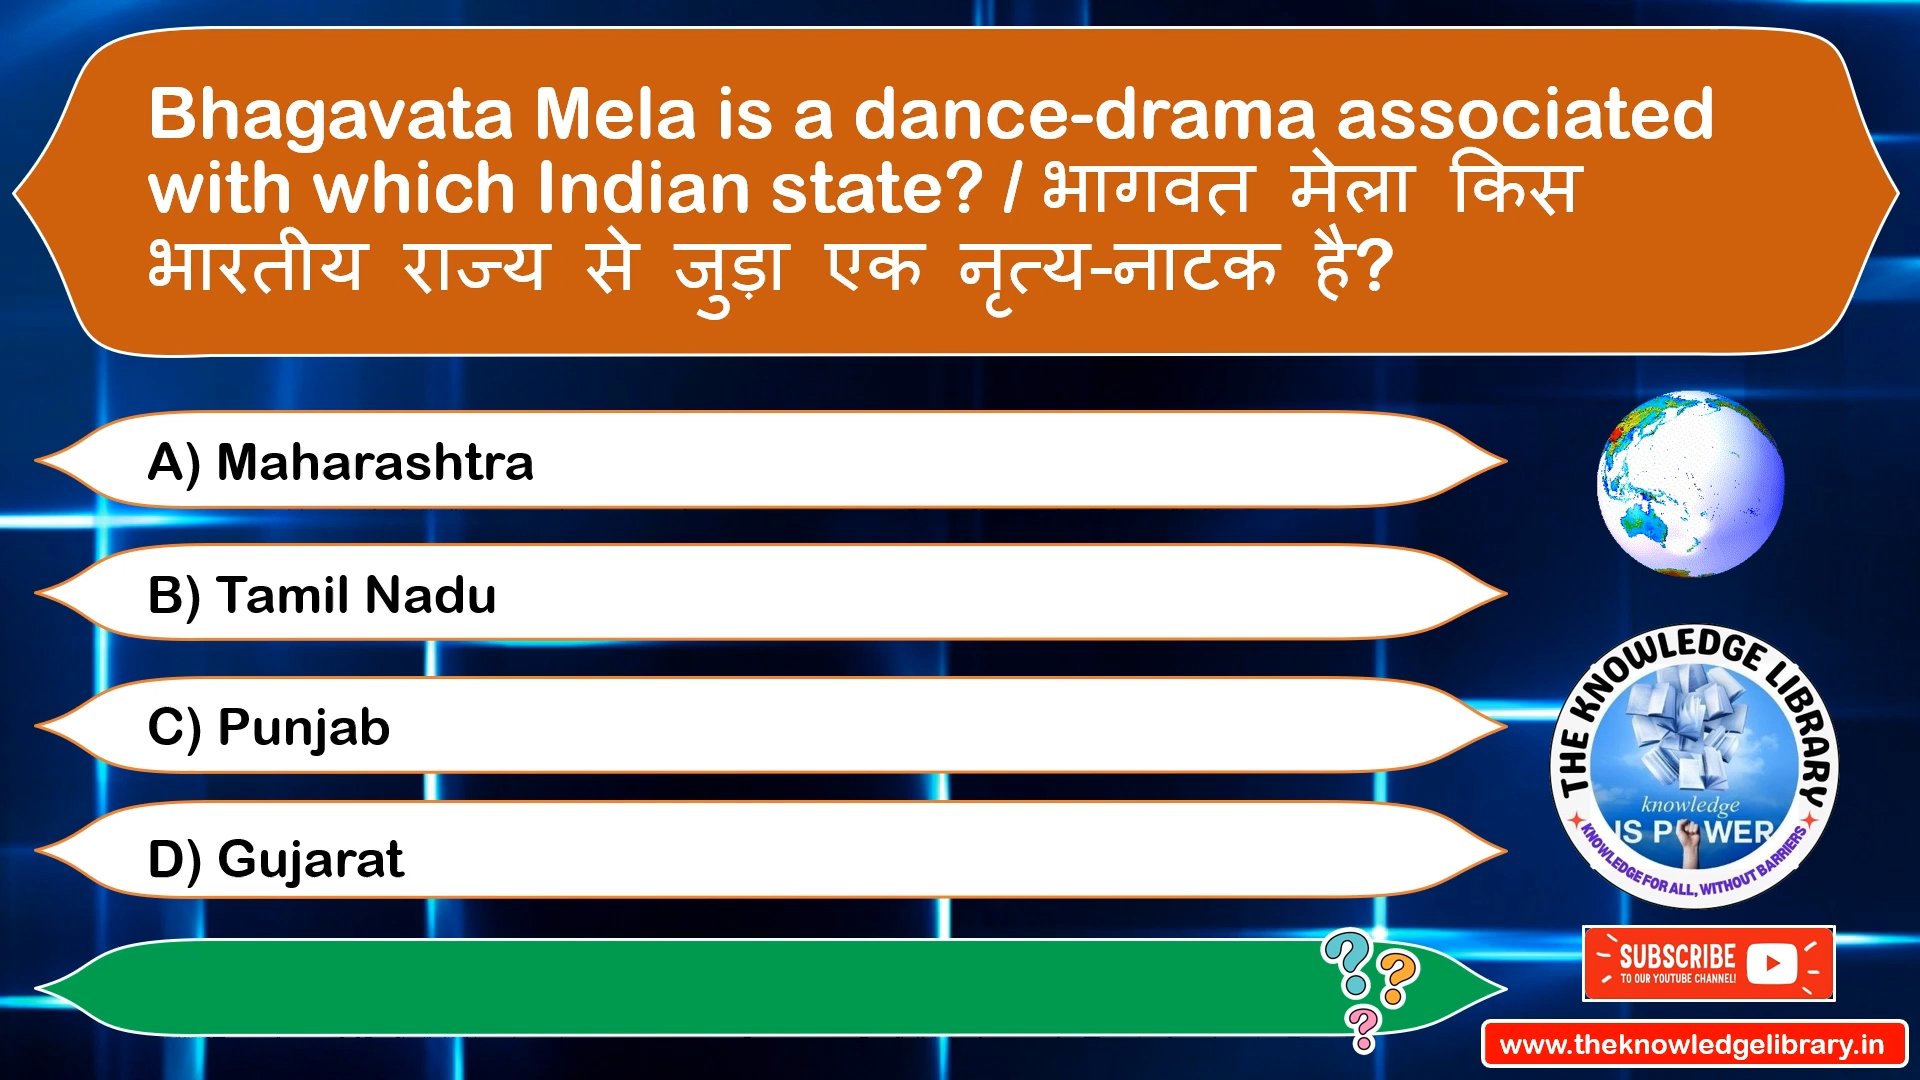 Bhagavata Mela is a dance-drama associated
with which Indian state? / भागवत मेला किस
भारतीय राज्य से जुड़ा एक नृत्य-नाटक है?
A) Maharashtra
B) Tamil Nadu
C) Punjab
D) Gujarat
THE KNOWLEDGE LIBRARY
knowledge
IS POWER
KNOWLEDGE FOR ALL, WITHOUT BARRIERS
SUBSCRIBE
TO OUR YOUTUBE CHANNEL!
www.theknowledgelibrary.in